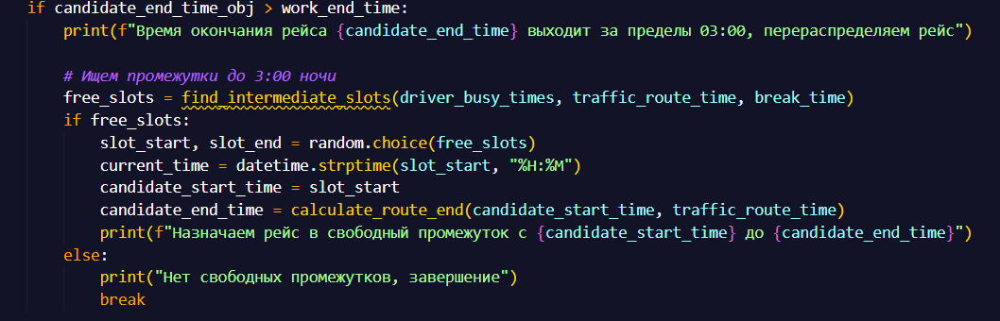 if candidate_end_time_obj > work_end_time:
print(f"Время окончания рейса {candidate_end_time} выходит за пределы 03:00, перераспределяем рейс")
# Ищем промежутки до 3:00 ночи
free_slots = find_intermediate_slots(driver_busy_times, traffic_route_time, break_time)
if free_slots:
slot_start, slot_end = random.choice(free_slots)
current_time = datetime.strptime(slot_start, "%H:%M")
candidate_start_time = slot_start
candidate_end_time = calculate_route_end(candidate_start_time, traffic_route_time)
print(f"Назначаем рейс в свободный промежуток с {candidate_start_time} до {candidate_end_time}")
else:
print("Нет свободных промежутков, завершение")
break